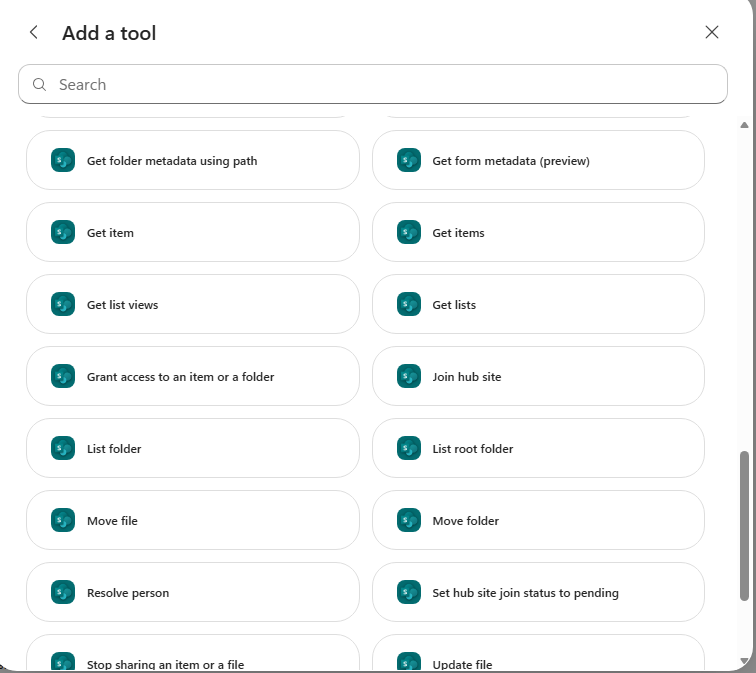 Add a tool
Search
Get folder metadata using path
Get form metadata (preview)
Get item
Get items
Get list views
Get lists
Grant access to an item or a folder
Join hub site
List folder
List root folder
Move file
Move folder
Resolve person
Set hub site join status to pending
Stop sharing an item or a file
Update file